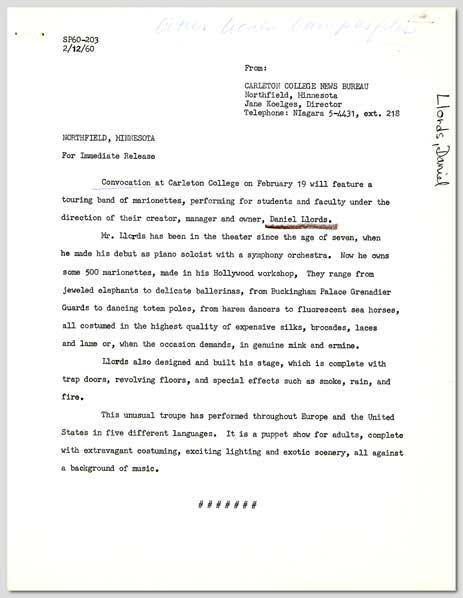 SP60-203
2/12/60
From:
CARLETON COLLEGE NEWS BUREAU
Northfield, Minnesota
Jane Koelges, Director
Telephone: NIagara 5-4431, ext. 218
Llords, Daniel
NORTHFIELD, MINNESOTA
For Immediate Release
Convocation at Carleton College on February 19 will feature a
touring band of marionettes, performing for students and faculty under the
direction of their creator, manager and owner, Daniel Llords.
Mr. Llords has been in the theater since the age of seven, when
he made his debut as piano soloist with a symphony orchestra. Now he owns
some 500 marionettes, made in his Hollywood workshop, They range from
jeweled elephants to delicate ballerinas, from Buckingham Palace Grenadier
Guards to dancing totem poles, from harem dancers to fluorescent sea horses,
all costumed in the highest quality of expensive silks, brocades, laces
and lame or, when the occasion demands, in genuine mink and ermine.
Llords also designed and built his stage, which is complete with
trap doors, revolving floors, and special effects such as smoke, rain, and
fire.
This unusual troupe has performed throughout Europe and the United
States in five different languages. It is a puppet show for adults, complete
with extravagant costuming, exciting lighting and exotic scenery, all against
a background of music.
# # # # # # #